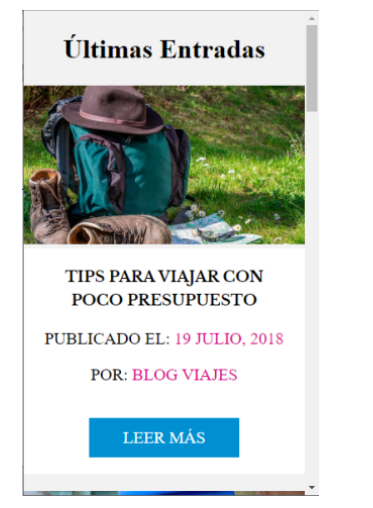 Últimas Entradas
TIPS PARA VIAJAR CON
POCO PRESUPUESTO
PUBLICADO EL: 19 JULIO, 2018
POR: BLOG VIAJES
LEER MÁS